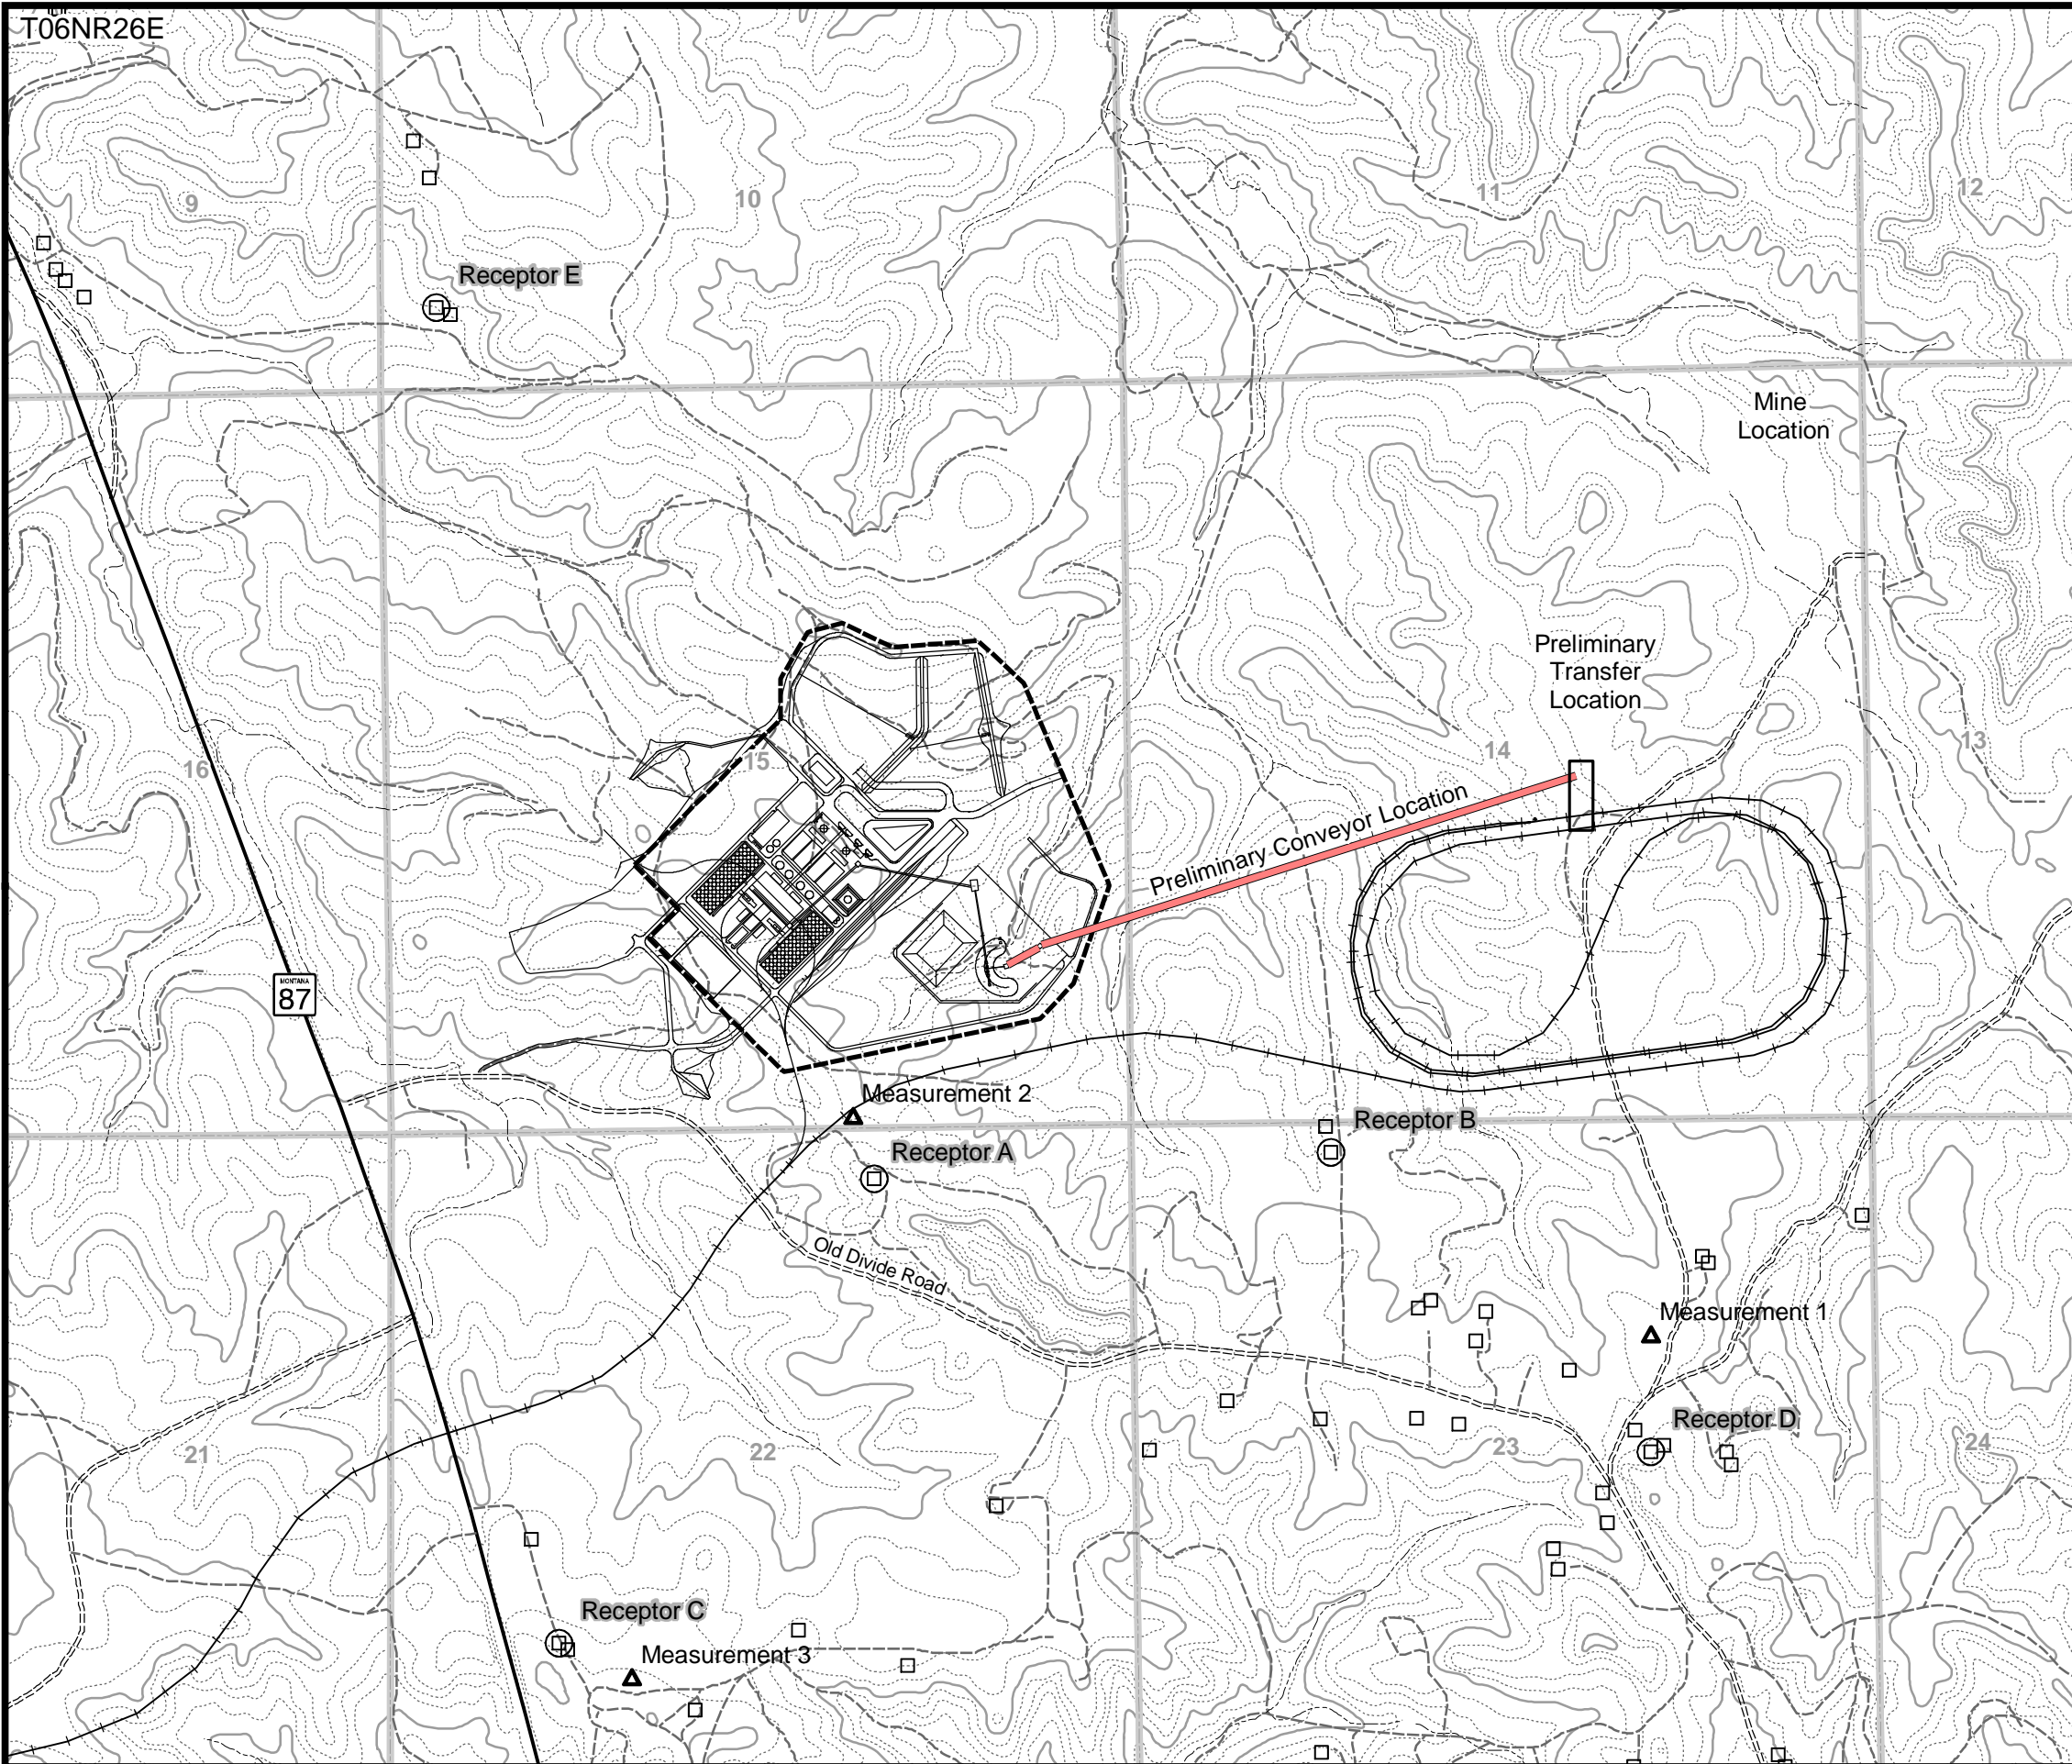 T06NR26E
9
10
11
12
Receptor E
Mine
Location
Preliminary
Transfer
Location
13
14
15
16
Preliminary Conveyor Location
MONTANA
87
Measurement 2
Receptor B
Receptor A
Old Divide Road
Measurement 1
Receptor D
21
22
23
24
Receptor C
Measurement 3